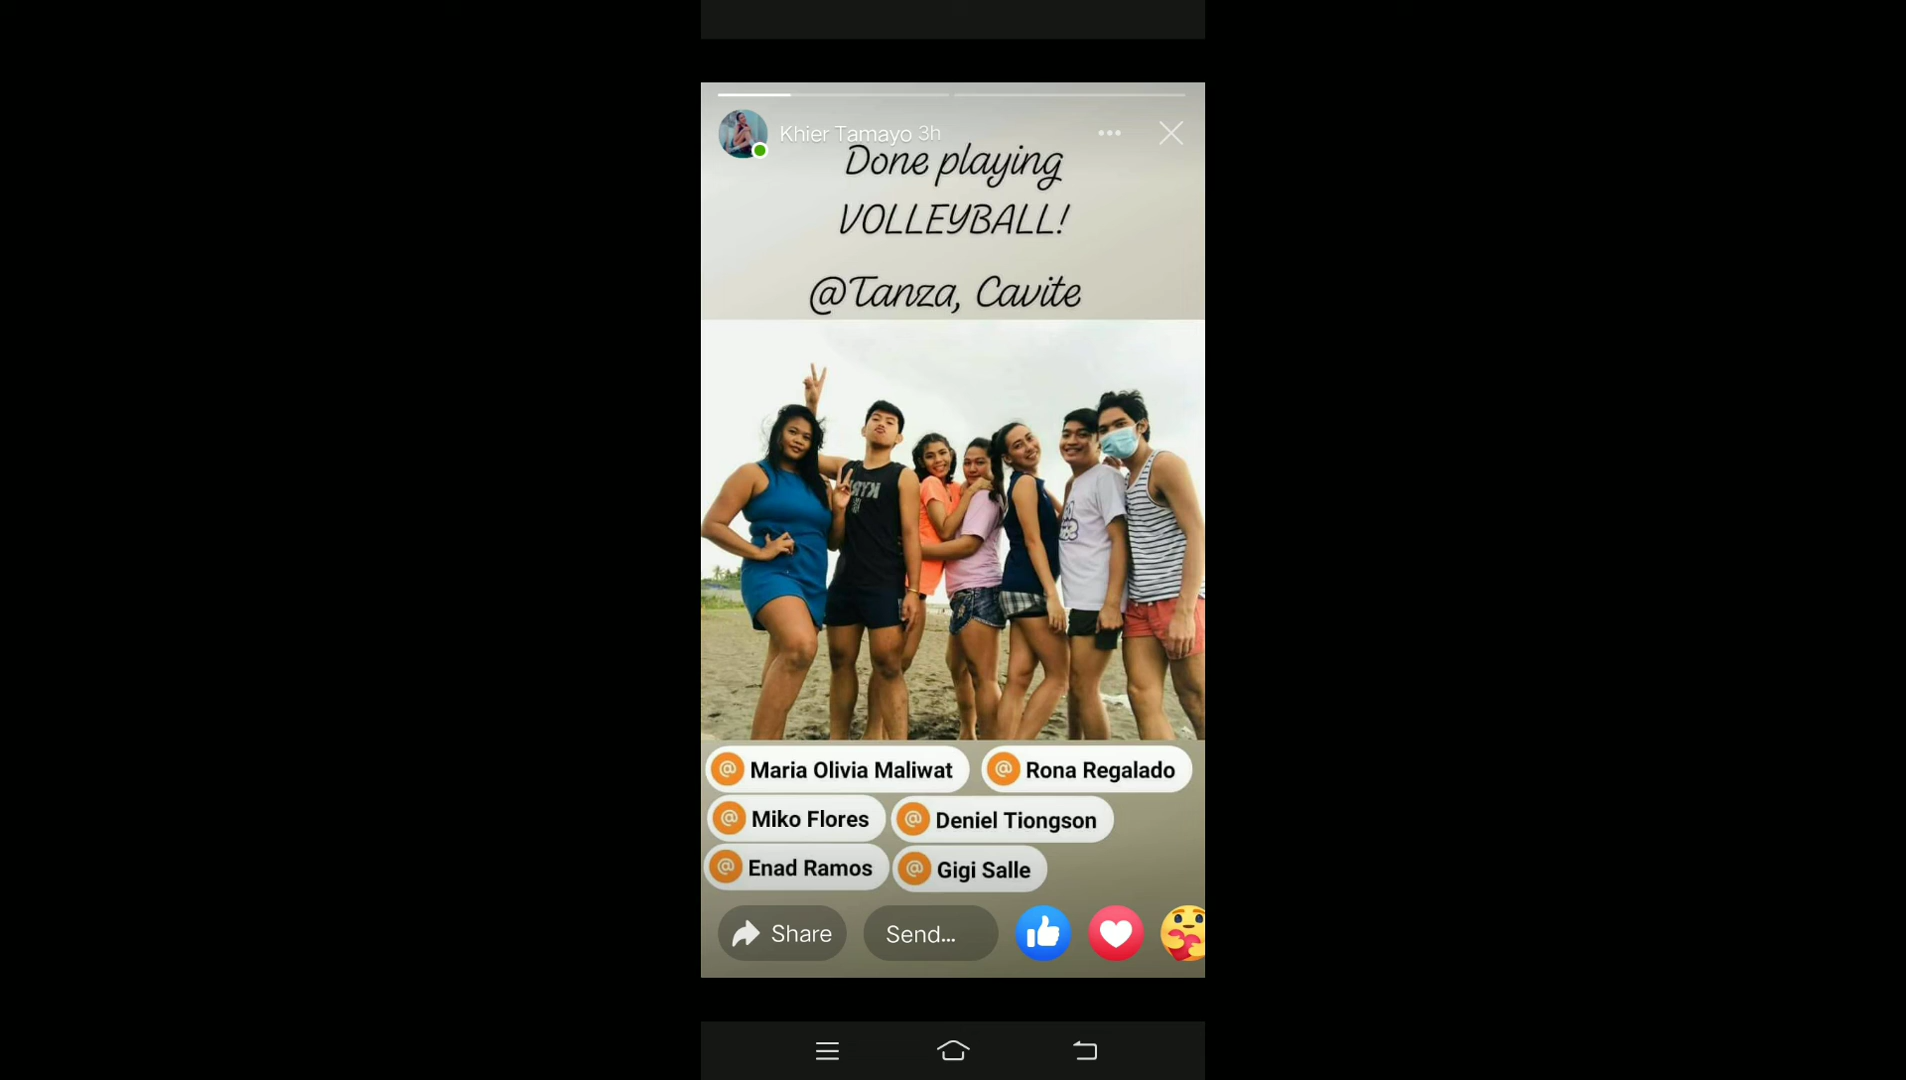 Khier Tamayo 3h
Done playing
VOLLEYBALL!
@Tanza, Cavite
@ Maria Olivia Maliwat @ Rona Regalado
@ Miko Flores @ Deniel Tiongson
@ Enad Ramos @ Gigi Salle
Share Send...